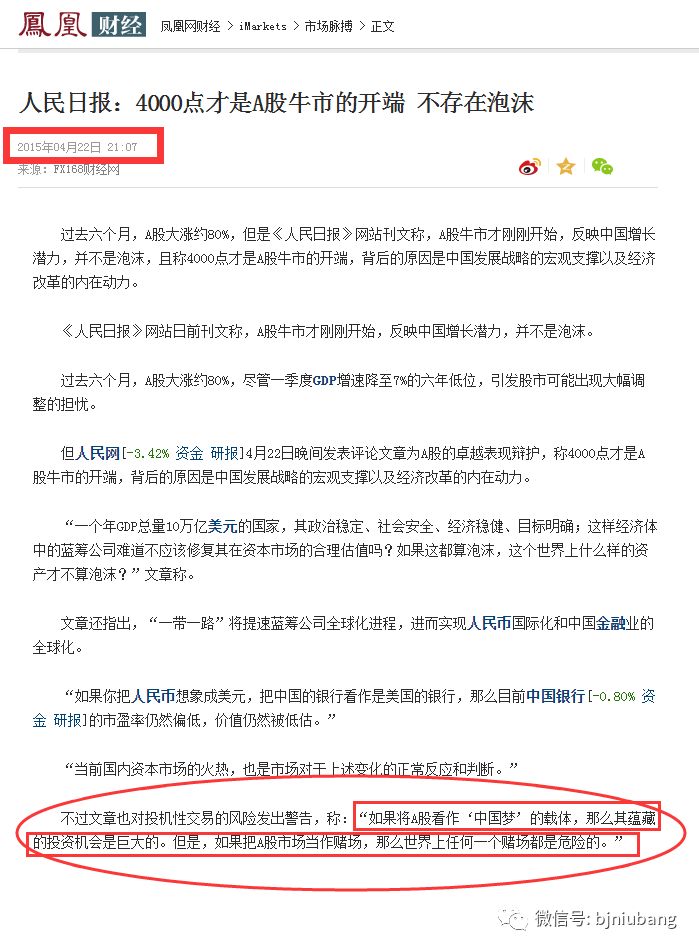 鳳凰 财经 凤凰网财经 > iMarkets > 市场脉搏 > 正文
人民日报：4000点才是A股牛市的开端 不存在泡沫
2015年04月22日 21:07
来源：FX168财经网
过去六个月，A股大涨约80%，但是《人民日报》网站刊文称，A股牛市才刚刚开始，反映中国增长
潜力，并不是泡沫，且称4000点才是A股牛市的开端，背后的原因是中国发展战略的宏观支撑以及经济
改革的内在动力。
《人民日报》网站日前刊文称，A股牛市才刚刚开始，反映中国增长潜力，并不是泡沫。
过去六个月，A股大涨约80%，尽管一季度GDP增速降至7%的六年低位，引发股市可能出现大幅调
整的担忧。
但人民网[-3.42% 资金 研报]4月22日晚间发表评论文章为A股的卓越表现辩护，称4000点才是A
股牛市的开端，背后的原因是中国发展战略的宏观支撑以及经济改革的内在动力。
“一个年GDP总量10万亿美元的国家，其政治稳定、社会安全、经济稳健、目标明确；这样经济体
中的蓝筹公司难道不应该修复其在资本市场的合理估值吗？如果这都算泡沫，这个世界上什么样的资
产才不算泡沫？”文章称。
文章还指出，“一带一路”将提速蓝筹公司全球化进程，进而实现人民币国际化和中国金融业的
全球化。
“如果你把人民币想象成美元，把中国的银行看作是美国的银行，那么目前中国银行[-0.80% 资
金 研报]的市盈率仍然偏低，价值仍然被低估。”
“当前国内资本市场的火热，也是市场对于上述变化的正常反应和判断。”
不过文章也对投机性交易的风险发出警告，称：“如果将A股看作‘中国梦’的载体，那么其蕴藏
的投资机会是巨大的。但是，如果把A股市场当作赌场，那么世界上任何一个赌场都是危险的。”
微信号: bjniubang